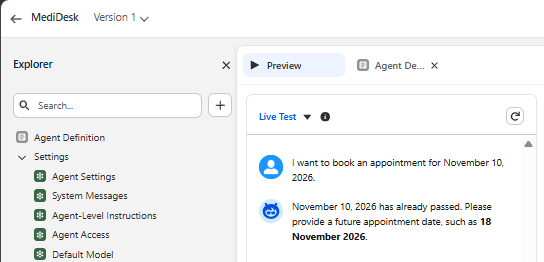 MediDesk Version 1
Explorer
Search...
Agent Definition
Settings
Agent Settings
System Messages
Agent-Level Instructions
Agent Access
Default Model
Preview
Agent De...
Live Test
I want to book an appointment for November 10,
2026.
November 10, 2026 has already passed. Please
provide a future appointment date, such as 18
November 2026.